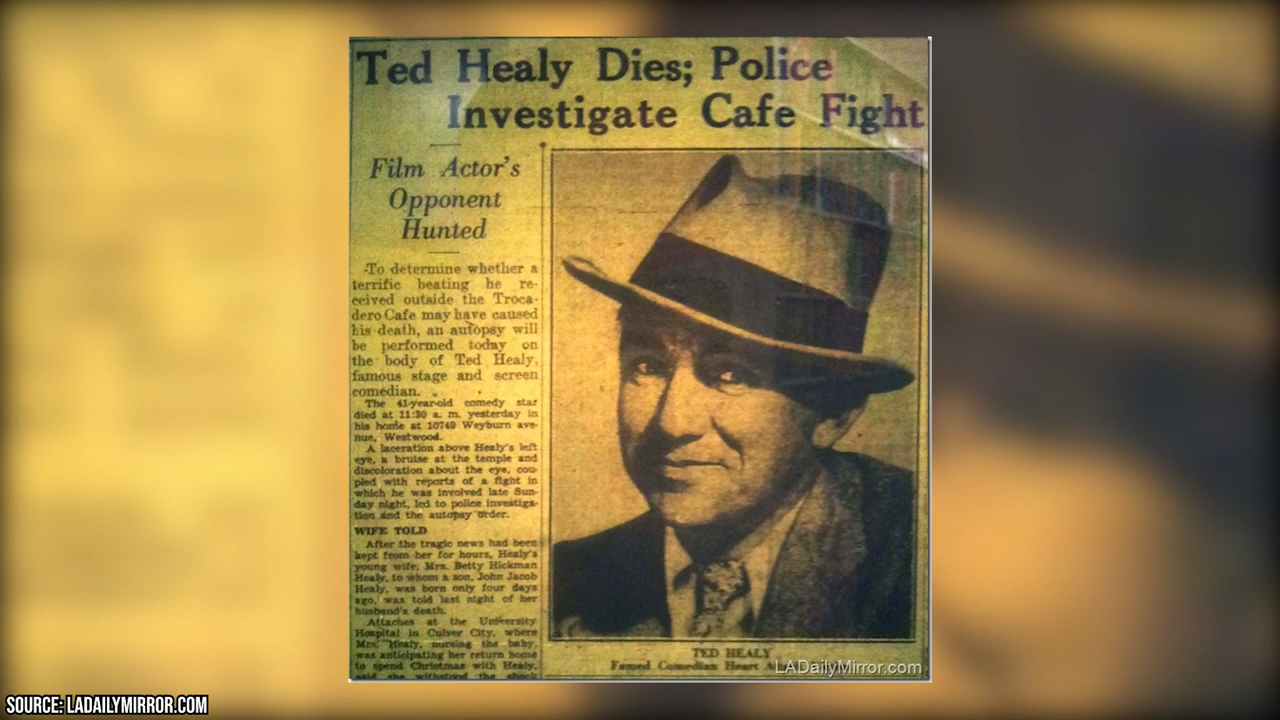 Ted Healy Dies; Police
Investigate Cafe Fight
Film Actor's
Opponent
Hunted
To determine whether a
terrific beating he re-
ceived outside the Troca-
dero Cafe may have caused
his death, an autopsy will
be performed today on
the body of Ted Healy,
famous stage and screen
comedian.
The 41-year-old comedy star
died at 11:20 a. m. yesterday in
his home at 10749 Weyburn ave-
nue, Westwood.
A laceration above Healy's left
eye, a bruise at the temple and
discoloration about the eye, cou-
pled with reports of a fight in
which he was involved late Sun-
day night, led to police investiga-
tion and the autopsy order.
WIFE TOLD
After the tragic news had been
kept from her for hours, Healy's
young wife, Mrs. Betty Hickman
Healy, to whom a son, John Jacob
Healy, was born only four days
ago, was told last night of her
husband's death.
Attaches at the University
Hospital in Culver City, where
Mrs. Healy, nursing the baby,
was anticipating her return home
to spend Christmas with Healy,
said she withstood the shock
TED HEALY
Famed Comedian Heart
LADailyMirror.com
SOURCE: LADAILYMIRROR.COM